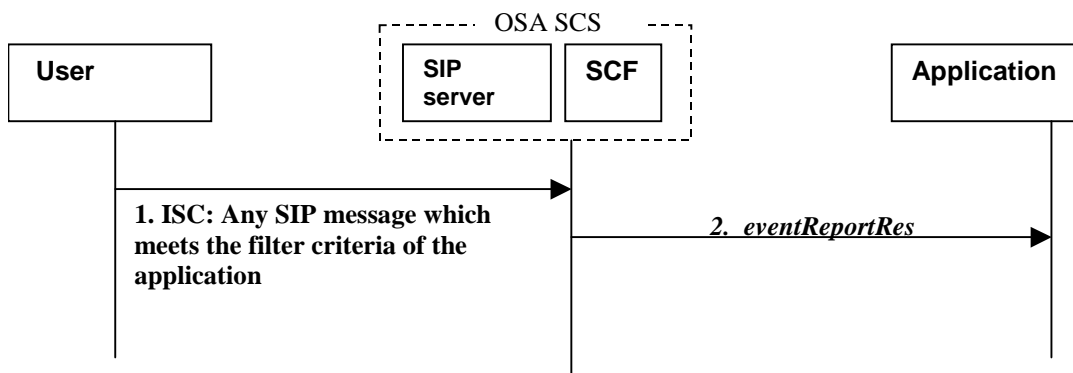 OSA SCS
User
SIP
server
SCF
Application
1. ISC: Any SIP message which
meets the filter criteria of the
application
2. eventReportRes